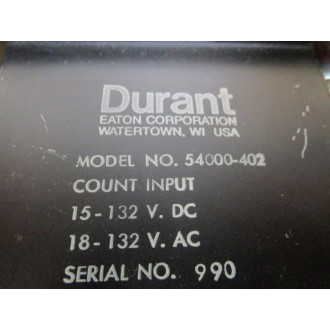 Durant
EATON CORPORATION
WATERTOWN, WI USA
MODEL NO. 54000-402
COUNT INPUT
15-132 V. DC
18-132 V. AC
SERIAL NO. 990